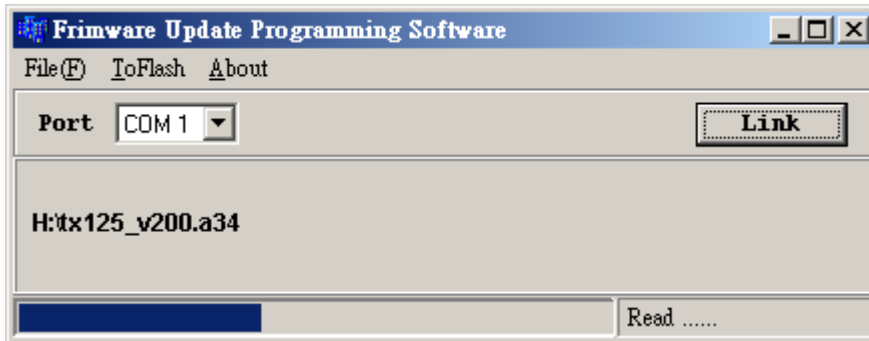 Frimware Update Programming Software
File(F) ToFlash About
Port COM 1 Link
H:\tx125_v200.a34
Read ......